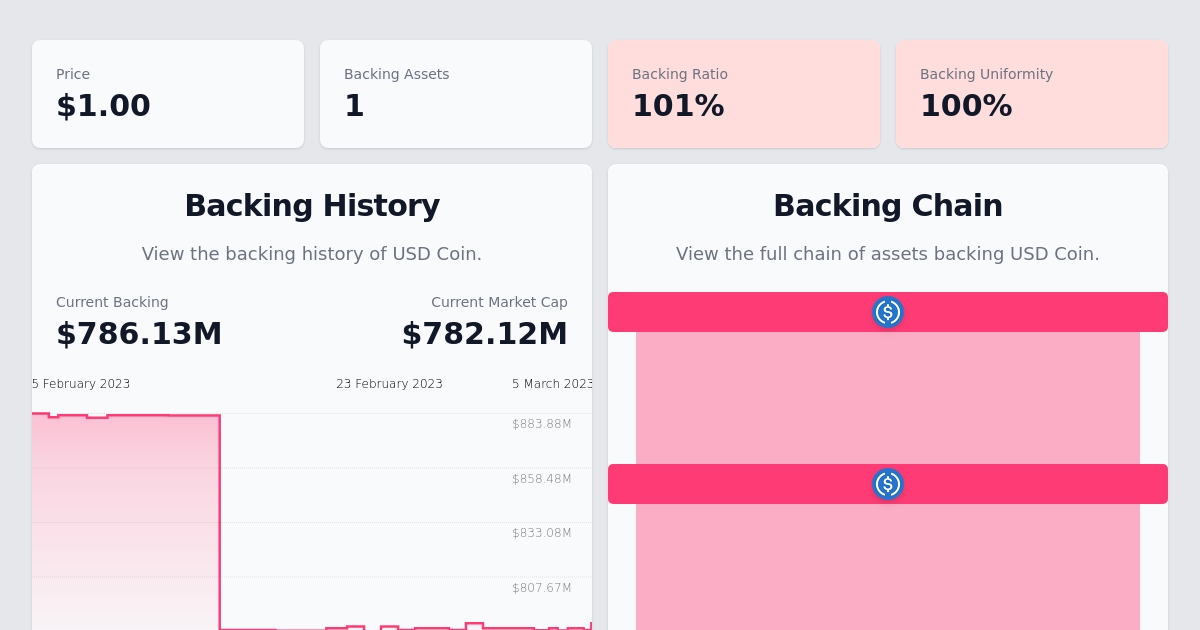 Price
$1.00
Backing Assets
1
Backing Ratio
101%
Backing Uniformity
100%
Backing History
View the backing history of USD Coin.
Current Backing
$786.13M
Current Market Cap
$782.12M
5 February 2023
23 February 2023
5 March 2023
$883.88M
$858.48M
$833.08M
$807.67M
Backing Chain
View the full chain of assets backing USD Coin.